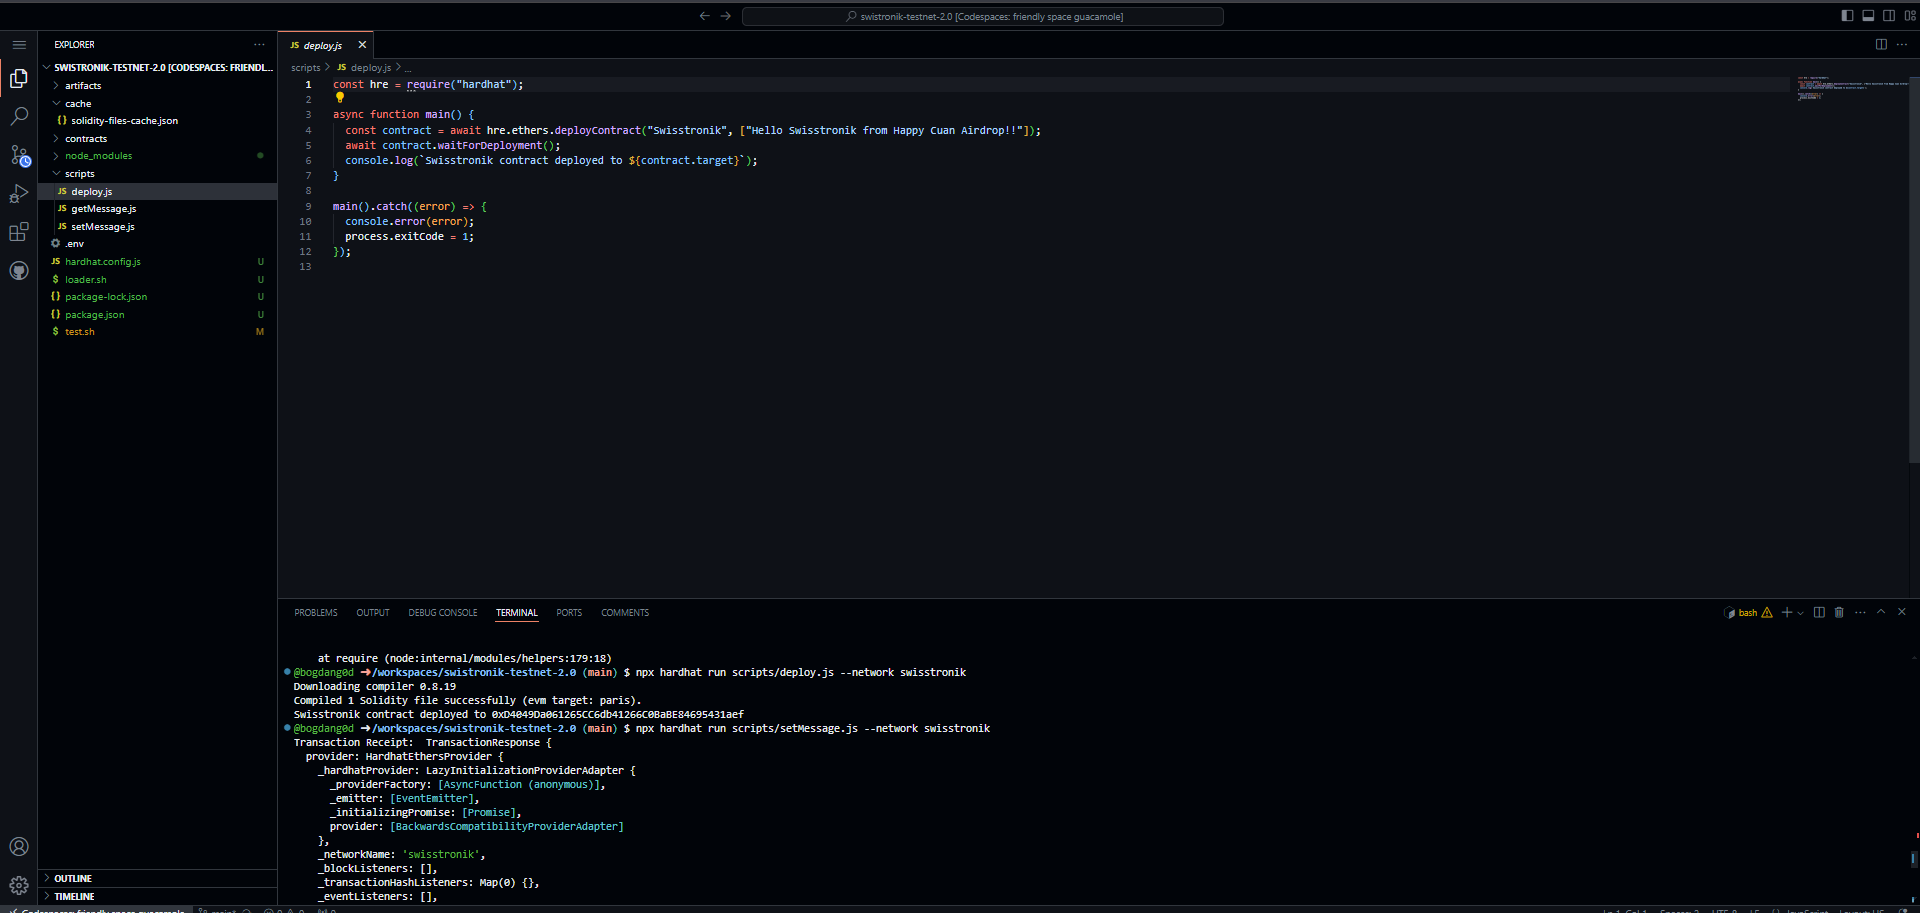 swistronik-testnet-2.0 [Codespaces: friendly space guacamole]
EXPLORER
SWISTRONIK-TESTNET-2.0 [CODESPACES: FRIENDL...
artifacts
cache
{} solidity-files-cache.json
contracts
node_modules
scripts
JS deploy.js
JS getMessage.js
JS setMessage.js
.env
JS hardhat.config.js U
$ loader.sh U
{} package-lock.json U
{} package.json U
$ test.sh M
OUTLINE
TIMELINE
JS deploy.js
scripts > JS deploy.js > ...
1 const hre = require("hardhat");
2
3 async function main() {
4 const contract = await hre.ethers.deployContract("Swisstronik", ["Hello Swisstronik from Happy Cuan Airdrop!!"]);
5 await contract.waitForDeployment();
6 console.log(`Swisstronik contract deployed to ${contract.target}`);
7 }
8
9 main().catch((error) => {
10 console.error(error);
11 process.exitCode = 1;
12 });
13
PROBLEMS OUTPUT DEBUG CONSOLE TERMINAL PORTS COMMENTS
bash
at require (node:internal/modules/helpers:179:18)
@bogdang0d ➜/workspaces/swistronik-testnet-2.0 (main) $ npx hardhat run scripts/deploy.js --network swisstronik
Downloading compiler 0.8.19
Compiled 1 Solidity file successfully (evm target: paris).
Swisstronik contract deployed to 0xD4049Da061265CC6db41266C0BaBE84695431aef
@bogdang0d ➜/workspaces/swistronik-testnet-2.0 (main) $ npx hardhat run scripts/setMessage.js --network swisstronik
Transaction Receipt:  TransactionResponse {
provider: HardhatEthersProvider {
_hardhatProvider: LazyInitializationProviderAdapter {
_providerFactory: [AsyncFunction (anonymous)],
_emitter: [EventEmitter],
_initializingPromise: [Promise],
provider: [BackwardsCompatibilityProviderAdapter]
},
_networkName: 'swisstronik',
_blockListeners: [],
_transactionHashListeners: Map(0) {},
_eventListeners: [],
Codespaces: friendly space guacamole